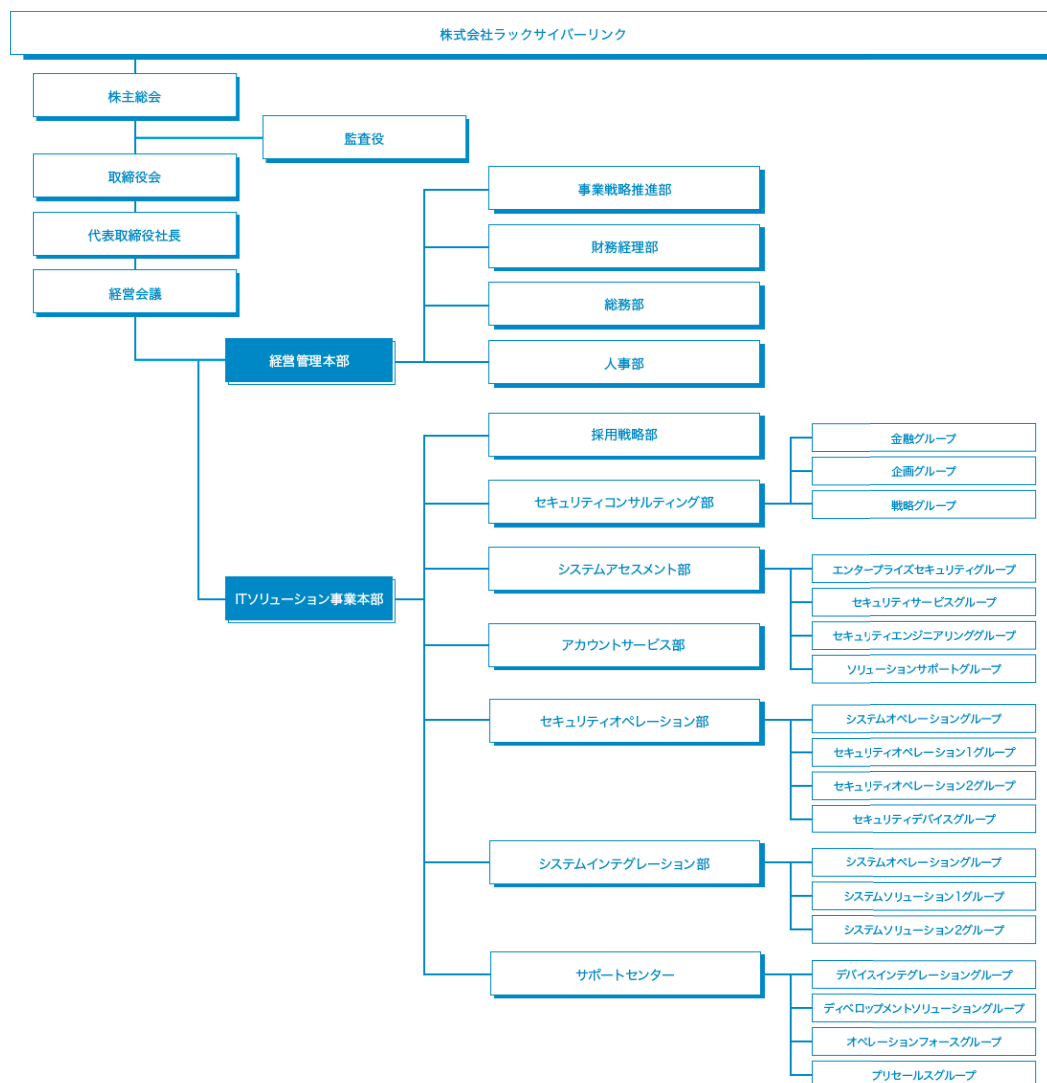 株式会社ラックサイバーリンク
株主総会
監査役
取締役会
代表取締役社長
経営会議
経営管理本部
事業戦略推進部
財務経理部
総務部
人事部
ITソリューション事業本部
採用戦略部
セキュリティコンサルティング部
金融グループ
企画グループ
戦略グループ
システムアセスメント部
エンタープライズセキュリティグループ
セキュリティサービスグループ
セキュリティエンジニアリンググループ
ソリューションサポートグループ
アカウントサービス部
セキュリティオペレーション部
システムオペレーショングループ
セキュリティオペレーション1グループ
セキュリティオペレーション2グループ
セキュリティデバイスグループ
システムインテグレーション部
システムオペレーショングループ
システムソリューション1グループ
システムソリューション2グループ
サポートセンター
デバイスインテグレーショングループ
ディベロップメントソリューショングループ
オペレーションフォースグループ
プリセールスグループ